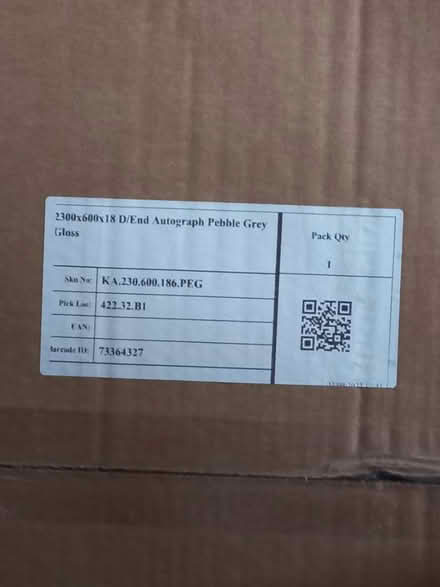 2300x600x18 D/End Autograph Pebble Grey
Gloss
Pack Qty
1
Sku No: KA.230.600.186.PEG
Pick Loc: 422.32.B1
EAN:
Barcode ID: 73364327